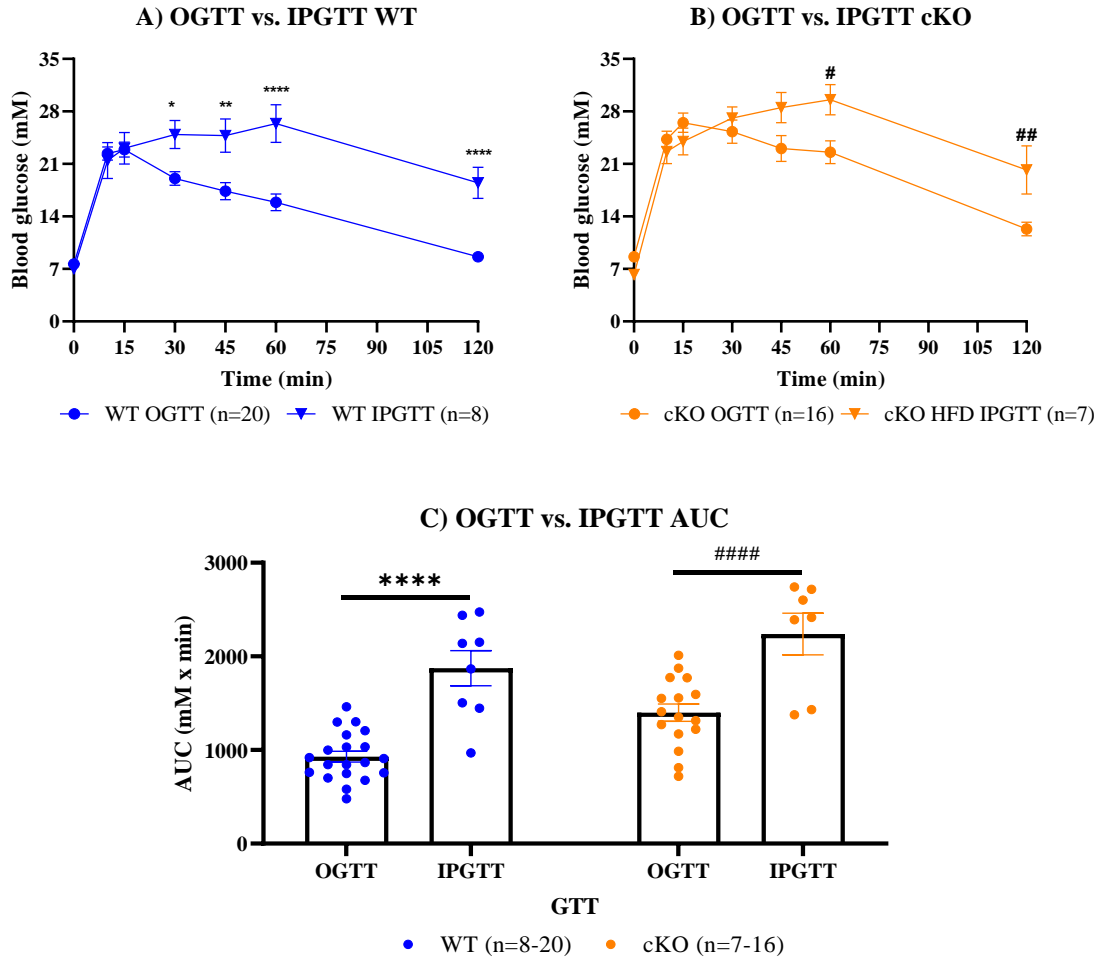 A) OGTT vs. IPGTT WT
Blood glucose (mM)
35
28
21
14
7
0
*
**
****
****
0 15 30 45 60 75 90 105 120
Time (min)
WT OGTT (n=20) WT IPGTT (n=8)
B) OGTT vs. IPGTT cKO
Blood glucose (mM)
35
28
21
14
7
0
#
##
0 15 30 45 60 75 90 105 120
Time (min)
cKO OGTT (n=16) cKO HFD IPGTT (n=7)
C) OGTT vs. IPGTT AUC
AUC (mM x min)
3000
2000
1000
0
****
####
OGTT IPGTT OGTT IPGTT
GTT
WT (n=8-20) cKO (n=7-16)